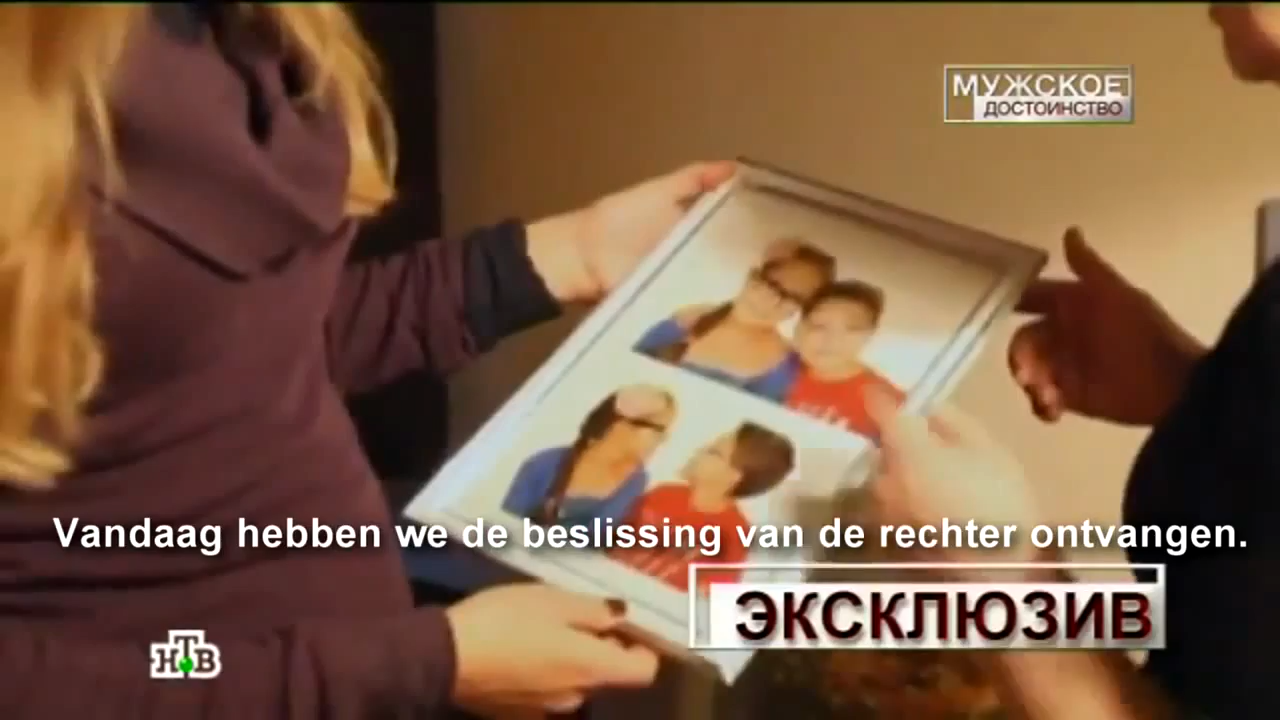 МУЖСКОЕ
ДОСТОИНСТВО
Vandaag hebben we de beslissing van de rechter ontvangen.
ЭКСКЛЮЗИВ
НТВ